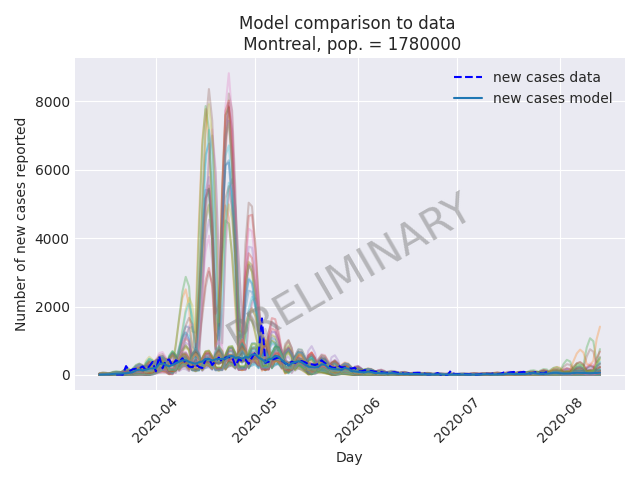 Model comparison to data
Montreal, pop. = 1780000
new cases data
new cases model
Number of new cases reported
8000
6000
4000
2000
0
PRELIMINARY
2020-04
2020-05
2020-06
2020-07
2020-08
Day